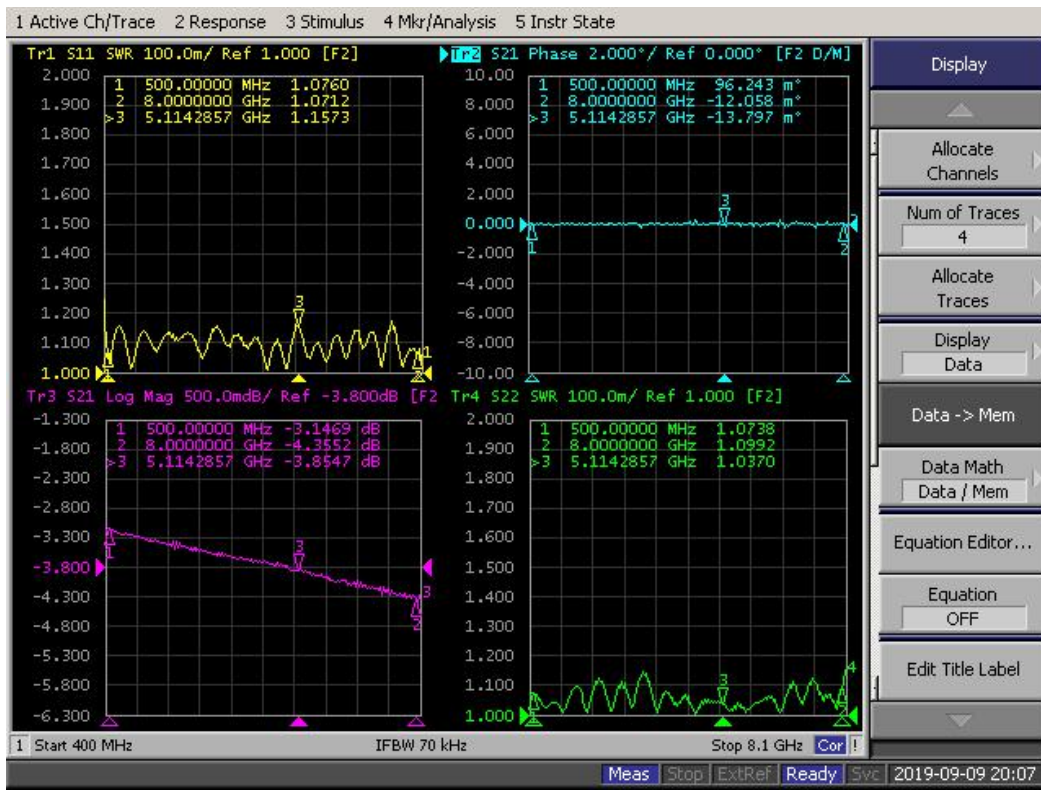 1 Active Ch/Trace 2 Response 3 Stimulus 4 Mkr/Analysis 5 Instr State
Tr1 S11 SWR 100.0m/ Ref 1.000 [F2]
2.000
1.900
1.800
1.700
1.600
1.500
1.400
1.300
1.200
1.100
1.000
1 500.00000 MHz 1.0760
2 8.0000000 GHz 1.0712
>3 5.1142857 GHz 1.1573
3
1
Tr2 S21 Phase 2.000°/ Ref 0.000° [F2 D/M]
10.00
8.000
6.000
4.000
2.000
0.000
-2.000
-4.000
-6.000
-8.000
-10.00
1 500.00000 MHz 96.243 m°
2 8.0000000 GHz -12.058 m°
>3 5.1142857 GHz -13.797 m°
3
1
2
Tr3 S21 Log Mag 500.0mdB/ Ref -3.800dB [F2
-1.300
-1.800
-2.300
-2.800
-3.300
-3.800
-4.300
-4.800
-5.300
-5.800
-6.300
1 500.00000 MHz -3.1469 dB
2 8.0000000 GHz -4.3552 dB
>3 5.1142857 GHz -3.8547 dB
1
3
3
2
Tr4 S22 SWR 100.0m/ Ref 1.000 [F2]
2.000
1.900
1.800
1.700
1.600
1.500
1.400
1.300
1.200
1.100
1.000
1 500.00000 MHz 1.0738
2 8.0000000 GHz 1.0992
>3 5.1142857 GHz 1.0370
3
4
1 Start 400 MHz IFBW 70 kHz Stop 8.1 GHz Cor !
Display
Allocate
Channels
Num of Traces
4
Allocate
Traces
Display
Data
Data -> Mem
Data Math
Data / Mem
Equation Editor...
Equation
OFF
Edit Title Label
Meas Stop ExtRef Ready Svc 2019-09-09 20:07